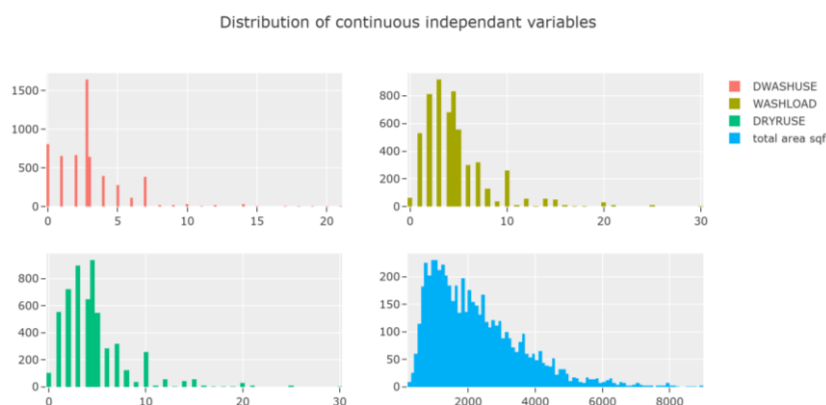 Distribution of continuous independant variables
1500
1000
500
0
0 5 10 15 20
800
600
400
200
0
0 10 20 30
DWASHUSE
WASHLOAD
DRYRUSE
total area sqf
800
600
400
200
0
0 10 20 30
200
150
100
50
0
2000 4000 6000 8000